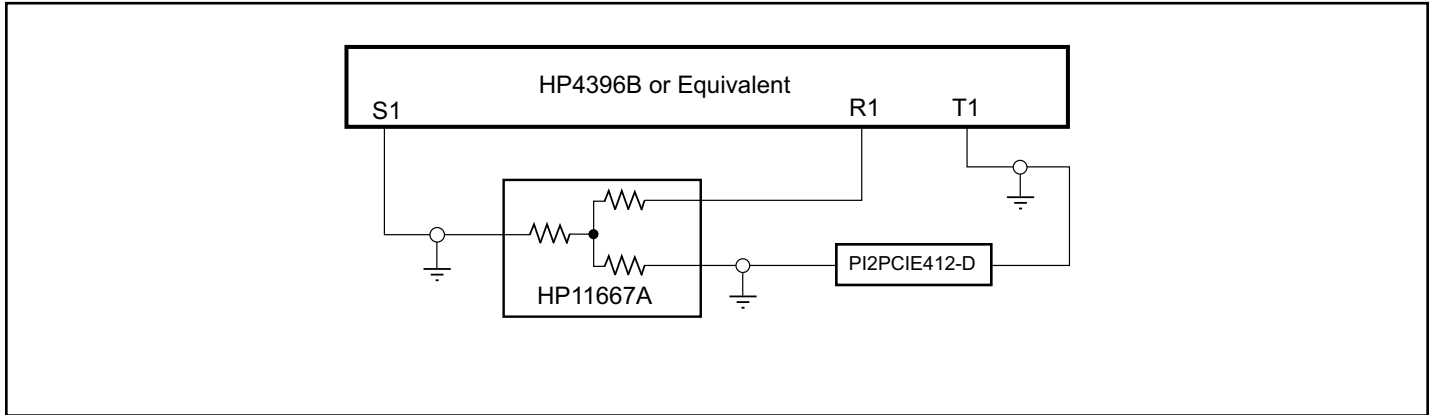 HP4396B or Equivalent
S1
R1
T1
PI2PCIE412-D
HP11667A